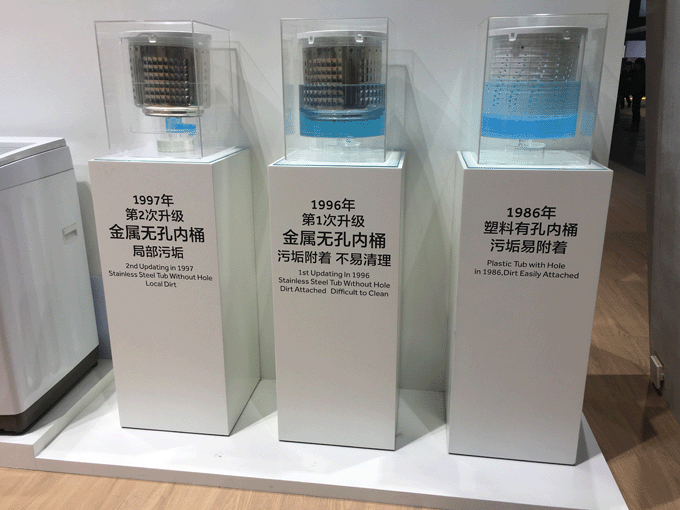 1997年
第2次升级
金属无孔内桶
局部污垢
2nd Updating in 1997
Stainless Steel Tub Without Hole
Local Dirt
1996年
第1次升级
金属无孔内桶
污垢附着 不易清理
1st Updating In 1996
Stainless Steel Tub Without Hole
Dirt Attached Difficult to Clean
1986年
塑料有孔内桶
污垢易附着
Plastic Tub with Hole
in 1986,Dirt Easily Attached